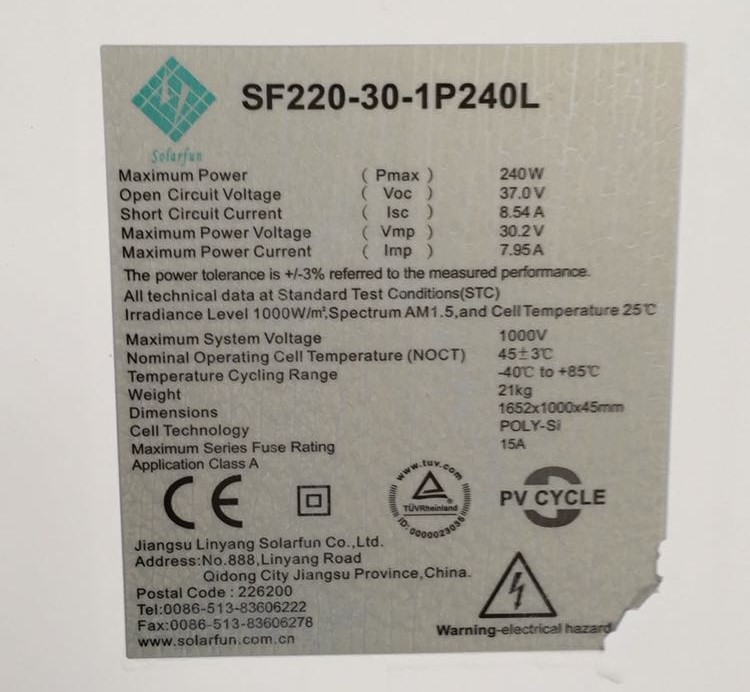 SF220-30-1P240L
Solarfun
Maximum Power ( Pmax ) 240W
Open Circuit Voltage ( Voc ) 37.0V
Short Circuit Current ( Isc ) 8.54A
Maximum Power Voltage ( Vmp ) 30.2V
Maximum Power Current ( Imp ) 7.95A
The power tolerance is +/-3% referred to the measured performance.
All technical data at Standard Test Conditions(STC)
Irradiance Level 1000W/m²,Spectrum AM1.5,and Cell Temperature 25℃
Maximum System Voltage 1000V
Nominal Operating Cell Temperature (NOCT) 45±3℃
Temperature Cycling Range -40℃ to +85℃
Weight 21kg
Dimensions 1652x1000x45mm
Cell Technology POLY-Si
Maximum Series Fuse Rating 15A
Application Class A
CE
www.tuv.com
TÜVRheinland
ID:0000023035
PV CYCLE
Jiangsu Linyang Solarfun Co.,Ltd.
Address:No.888,Linyang Road
Qidong City Jiangsu Province,China.
Postal Code : 226200
Tel:0086-513-83606222
Fax:0086-513-83606278
www.solarfun.com.cn
Warning-electrical hazard